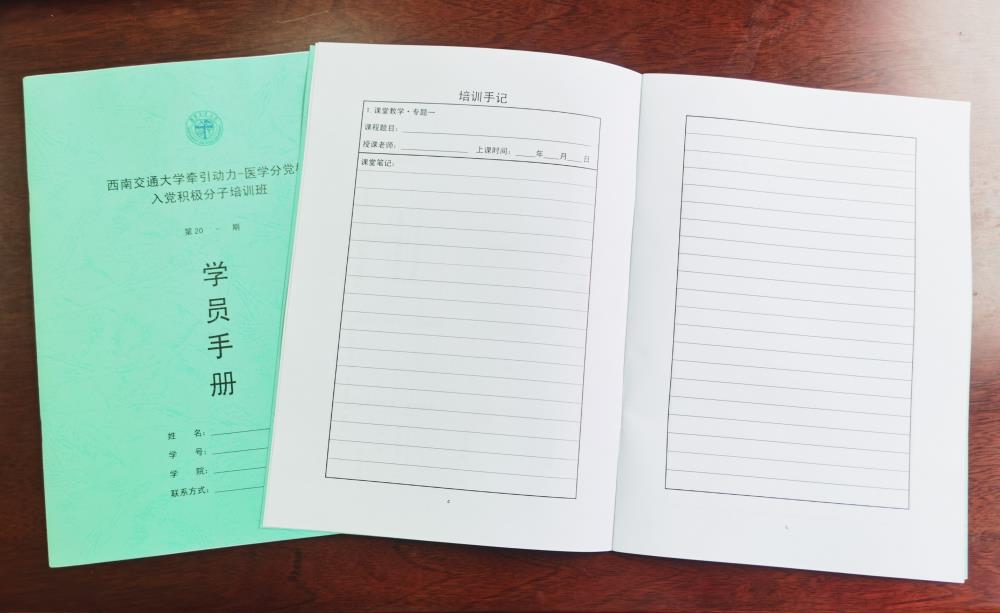 西南交通大学牵引动力-医学分党校
入党积极分子培训班
第20 - 期
学
员
手
册
姓 名:
学 号:
学 院:
联系方式:
培训手记
1.课堂教学·专题一
课程题目:
授课老师: 上课时间: 年 月 日
课堂笔记: